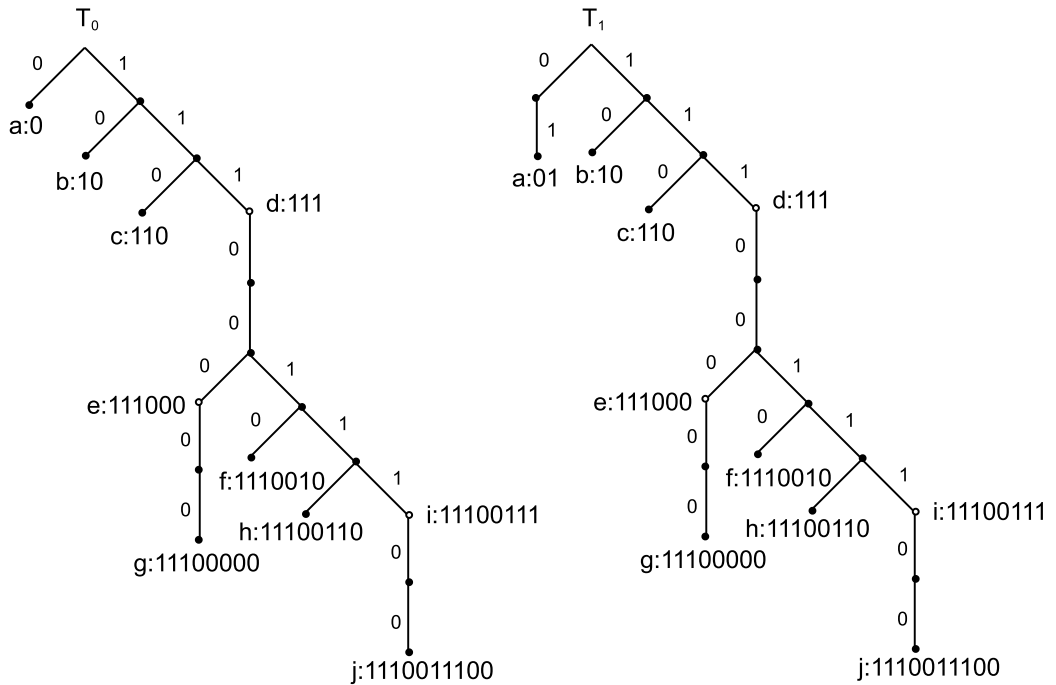 T₀ T₁
0 1 0 1
a:0 0 1 1 0 1
b:10 0 1 a:01 b:10 0 1
c:110 d:111 c:110 d:111
0 0
0 0
0 1 0 1
e:111000 0 1 e:111000 0 1
0 f:1110010 1 0 f:1110010 1
0 h:11100110 i:11100111 0 h:11100110 i:11100111
g:11100000 0 g:11100000 0
0 0
j:1110011100 j:1110011100